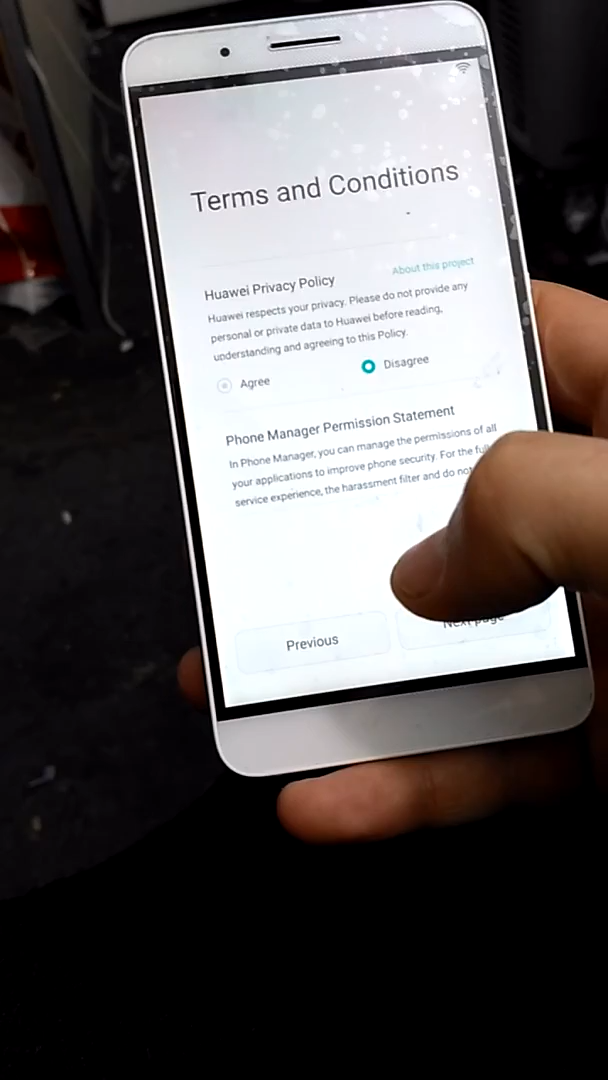 Terms and Conditions
Huawei Privacy Policy
About this project
Huawei respects your privacy. Please do not provide any
personal or private data to Huawei before reading,
understanding and agreeing to this Policy.
Agree
Disagree
Phone Manager Permission Statement
In Phone Manager, you can manage the permissions of all
your applications to improve phone security. For the full
service experience, the harassment filter and do not
Previous
Next page